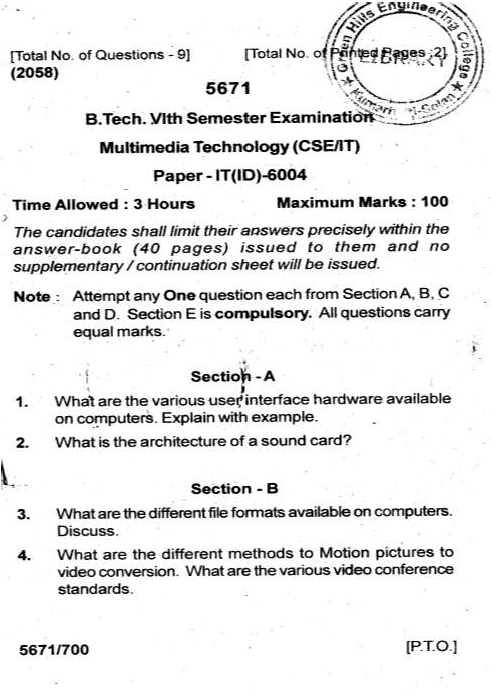 Green Hills Engineering College
LIBRARY
[Total No. of Questions - 9] [Total No. of Printed Pages :2]
(2058)
5671
B.Tech. VIth Semester Examination
Multimedia Technology (CSE/IT)
Paper - IT(ID)-6004
Time Allowed : 3 Hours Maximum Marks : 100
The candidates shall limit their answers precisely within the
answer-book (40 pages) issued to them and no
supplementary / continuation sheet will be issued.
Note : Attempt any One question each from Section A, B, C
and D. Section E is compulsory. All questions carry
equal marks.
Section - A
1. What are the various user interface hardware available
on computers. Explain with example.
2. What is the architecture of a sound card?
Section - B
3. What are the different file formats available on computers.
Discuss.
4. What are the different methods to Motion pictures to
video conversion. What are the various video conference
standards.
5671/700 [P.T.O.]